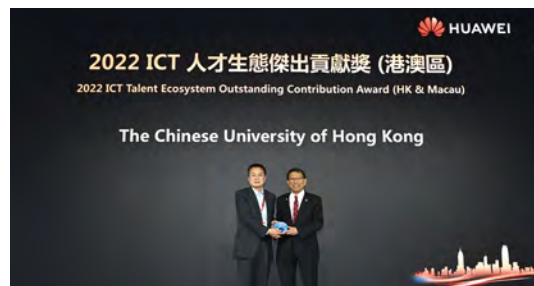 HUAWEI
2022 ICT 人才生態傑出貢獻獎 (港澳區)
2022 ICT Talent Ecosystem Outstanding Contribution Award (HK & Macau)
The Chinese University of Hong Kong